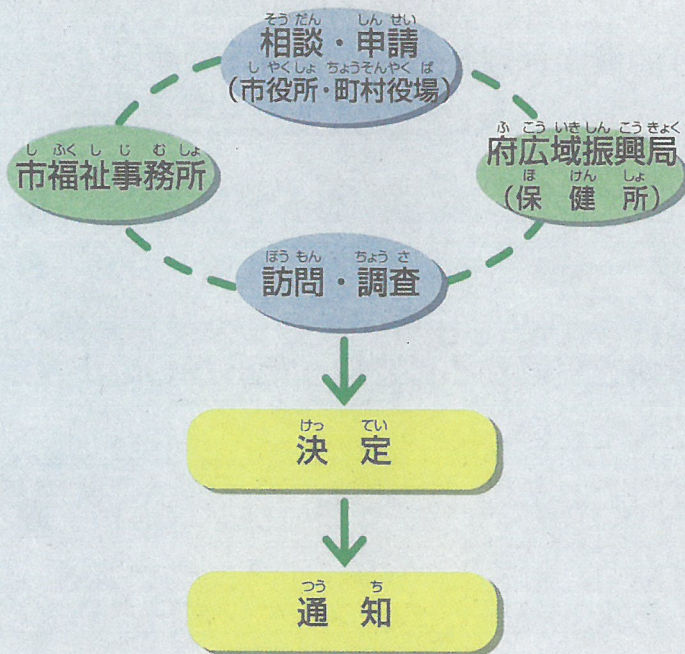 そうだん しんせい
相談・申請
しやくしょ ちょうそんやくば
(市役所・町村役場)
しふくしじむしょ
市福祉事務所
ふこういきしんこうきょく
府広域振興局
ほけんしょ
(保健所)
ほうもん ちょうさ
訪問・調査
けってい
決定
つうち
通知